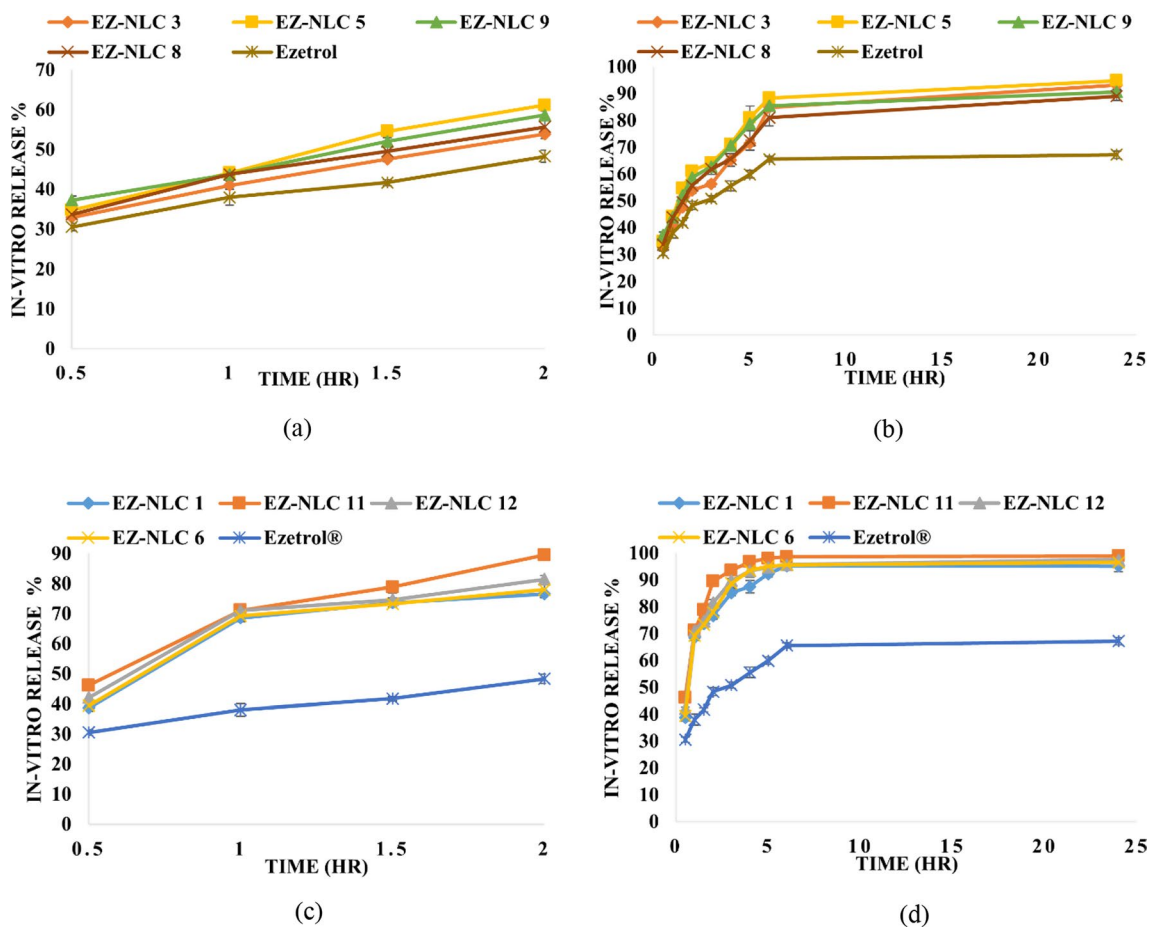 EZ-NLC 3 EZ-NLC 5 EZ-NLC 9
EZ-NLC 8 Ezetrol
IN-VITRO RELEASE %
70
60
50
40
30
20
10
0
0.5 1 1.5 2
TIME (HR)
(a)
EZ-NLC 3 EZ-NLC 5 EZ-NLC 9
EZ-NLC 8 Ezetrol
IN-VITRO RELEASE %
100
90
80
70
60
50
40
30
20
10
0
0 5 10 15 20 25
TIME (HR)
(b)
EZ-NLC 1 EZ-NLC 11 EZ-NLC 12
EZ-NLC 6 Ezetrol®
IN-VITRO RELEASE %
90
80
70
60
50
40
30
20
10
0
0.5 1 1.5 2
TIME (HR)
(c)
EZ-NLC 1 EZ-NLC 11 EZ-NLC 12
EZ-NLC 6 Ezetrol®
IN-VITRO RELEASE %
100
90
80
70
60
50
40
30
20
10
0
0 5 10 15 20 25
TIME (HR)
(d)